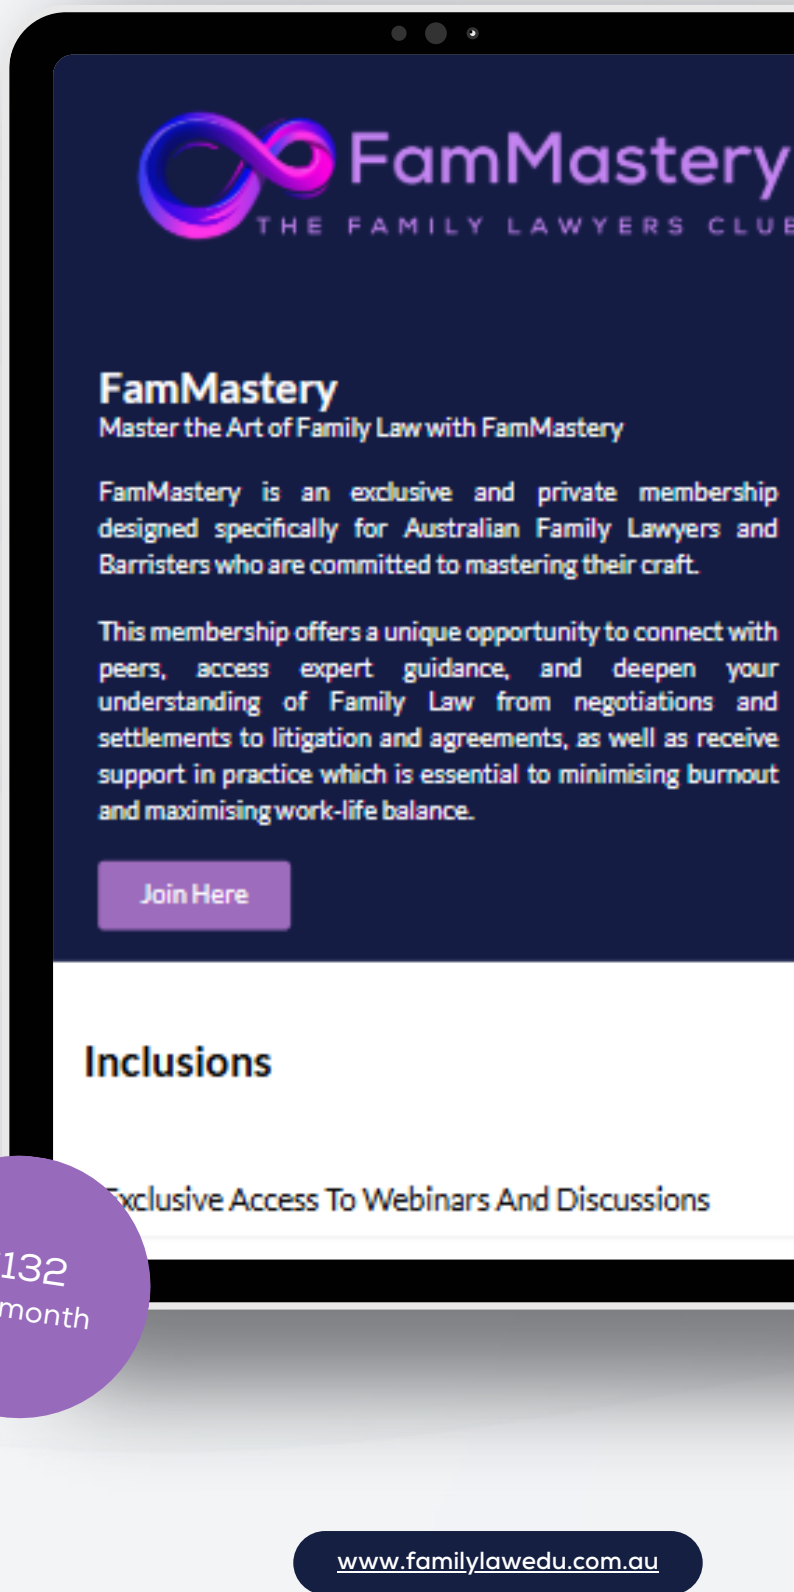 FamMastery
THE FAMILY LAWYERS
FamMastery
Master the Art of Family Law with FamMastery
FamMastery is an exclusive and private membership
designed specifically for Australian Family Lawyers and
Barristers who are committed to mastering their craft.
This membership offers a unique opportunity to connect with
peers, access expert guidance, and deepen your
understanding of Family Law from negotiations and
settlements to litigation and agreements, as well as receive
support in practice which is essential to minimising burnout
and maximising work-life balance.
Join Here
Inclusions
Exclusive Access To Webinars And Discussions
132
month
www.familylawedu.com.au